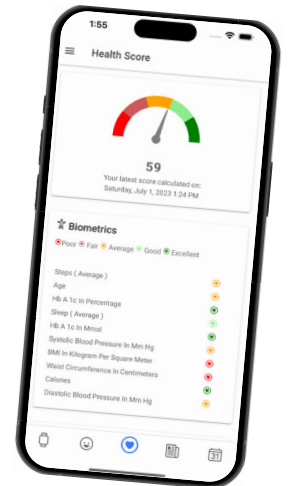 1:55
Health Score
59
Your latest score calculated on:
Saturday, July 1, 2023 1:24 PM
Biometrics
Poor Fair Average Good Excellent
Steps ( Average )
Age
Hb A 1c In Percentage
Sleep ( Average )
Hb A 1c In Mmol
Systolic Blood Pressure In Mm Hg
BMI In Kilogram Per Square Meter
Waist Circumference In Centimeters
Calories
Diastolic Blood Pressure In Mm Hg
31